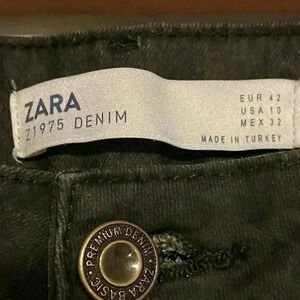 ZARA
Z1975 DENIM
EUR 42
USA 10
MEX 32
MADE IN TURKEY
PREMIUM DENIM · ZARA BASIC ·